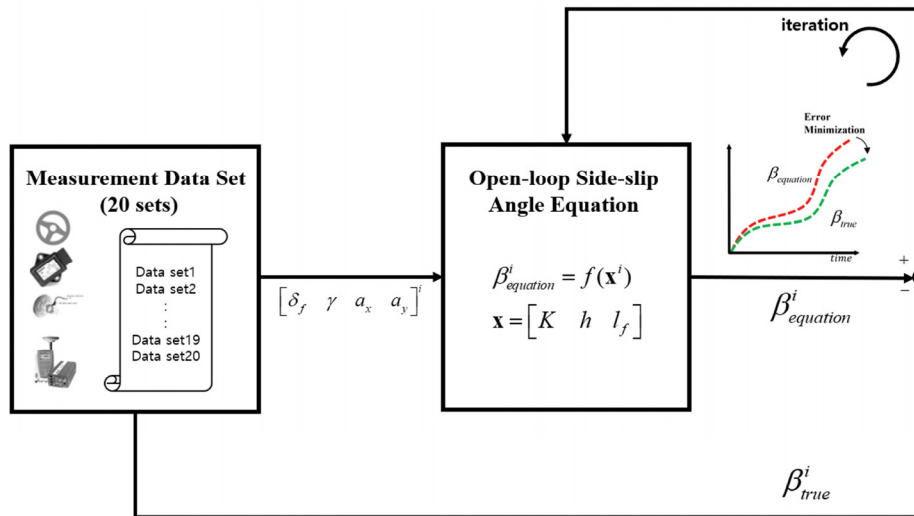 iteration
Error
Minimization
β_equation
β_true
time
Measurement Data Set
(20 sets)
Data set1
Data set2
:
:
Data set19
Data set20
[δ_f γ a_x a_y]^i
Open-loop Side-slip
Angle Equation
β^i_equation = f(x^i)
x = [K h l_f]
+
−
β^i_equation
β^i_true